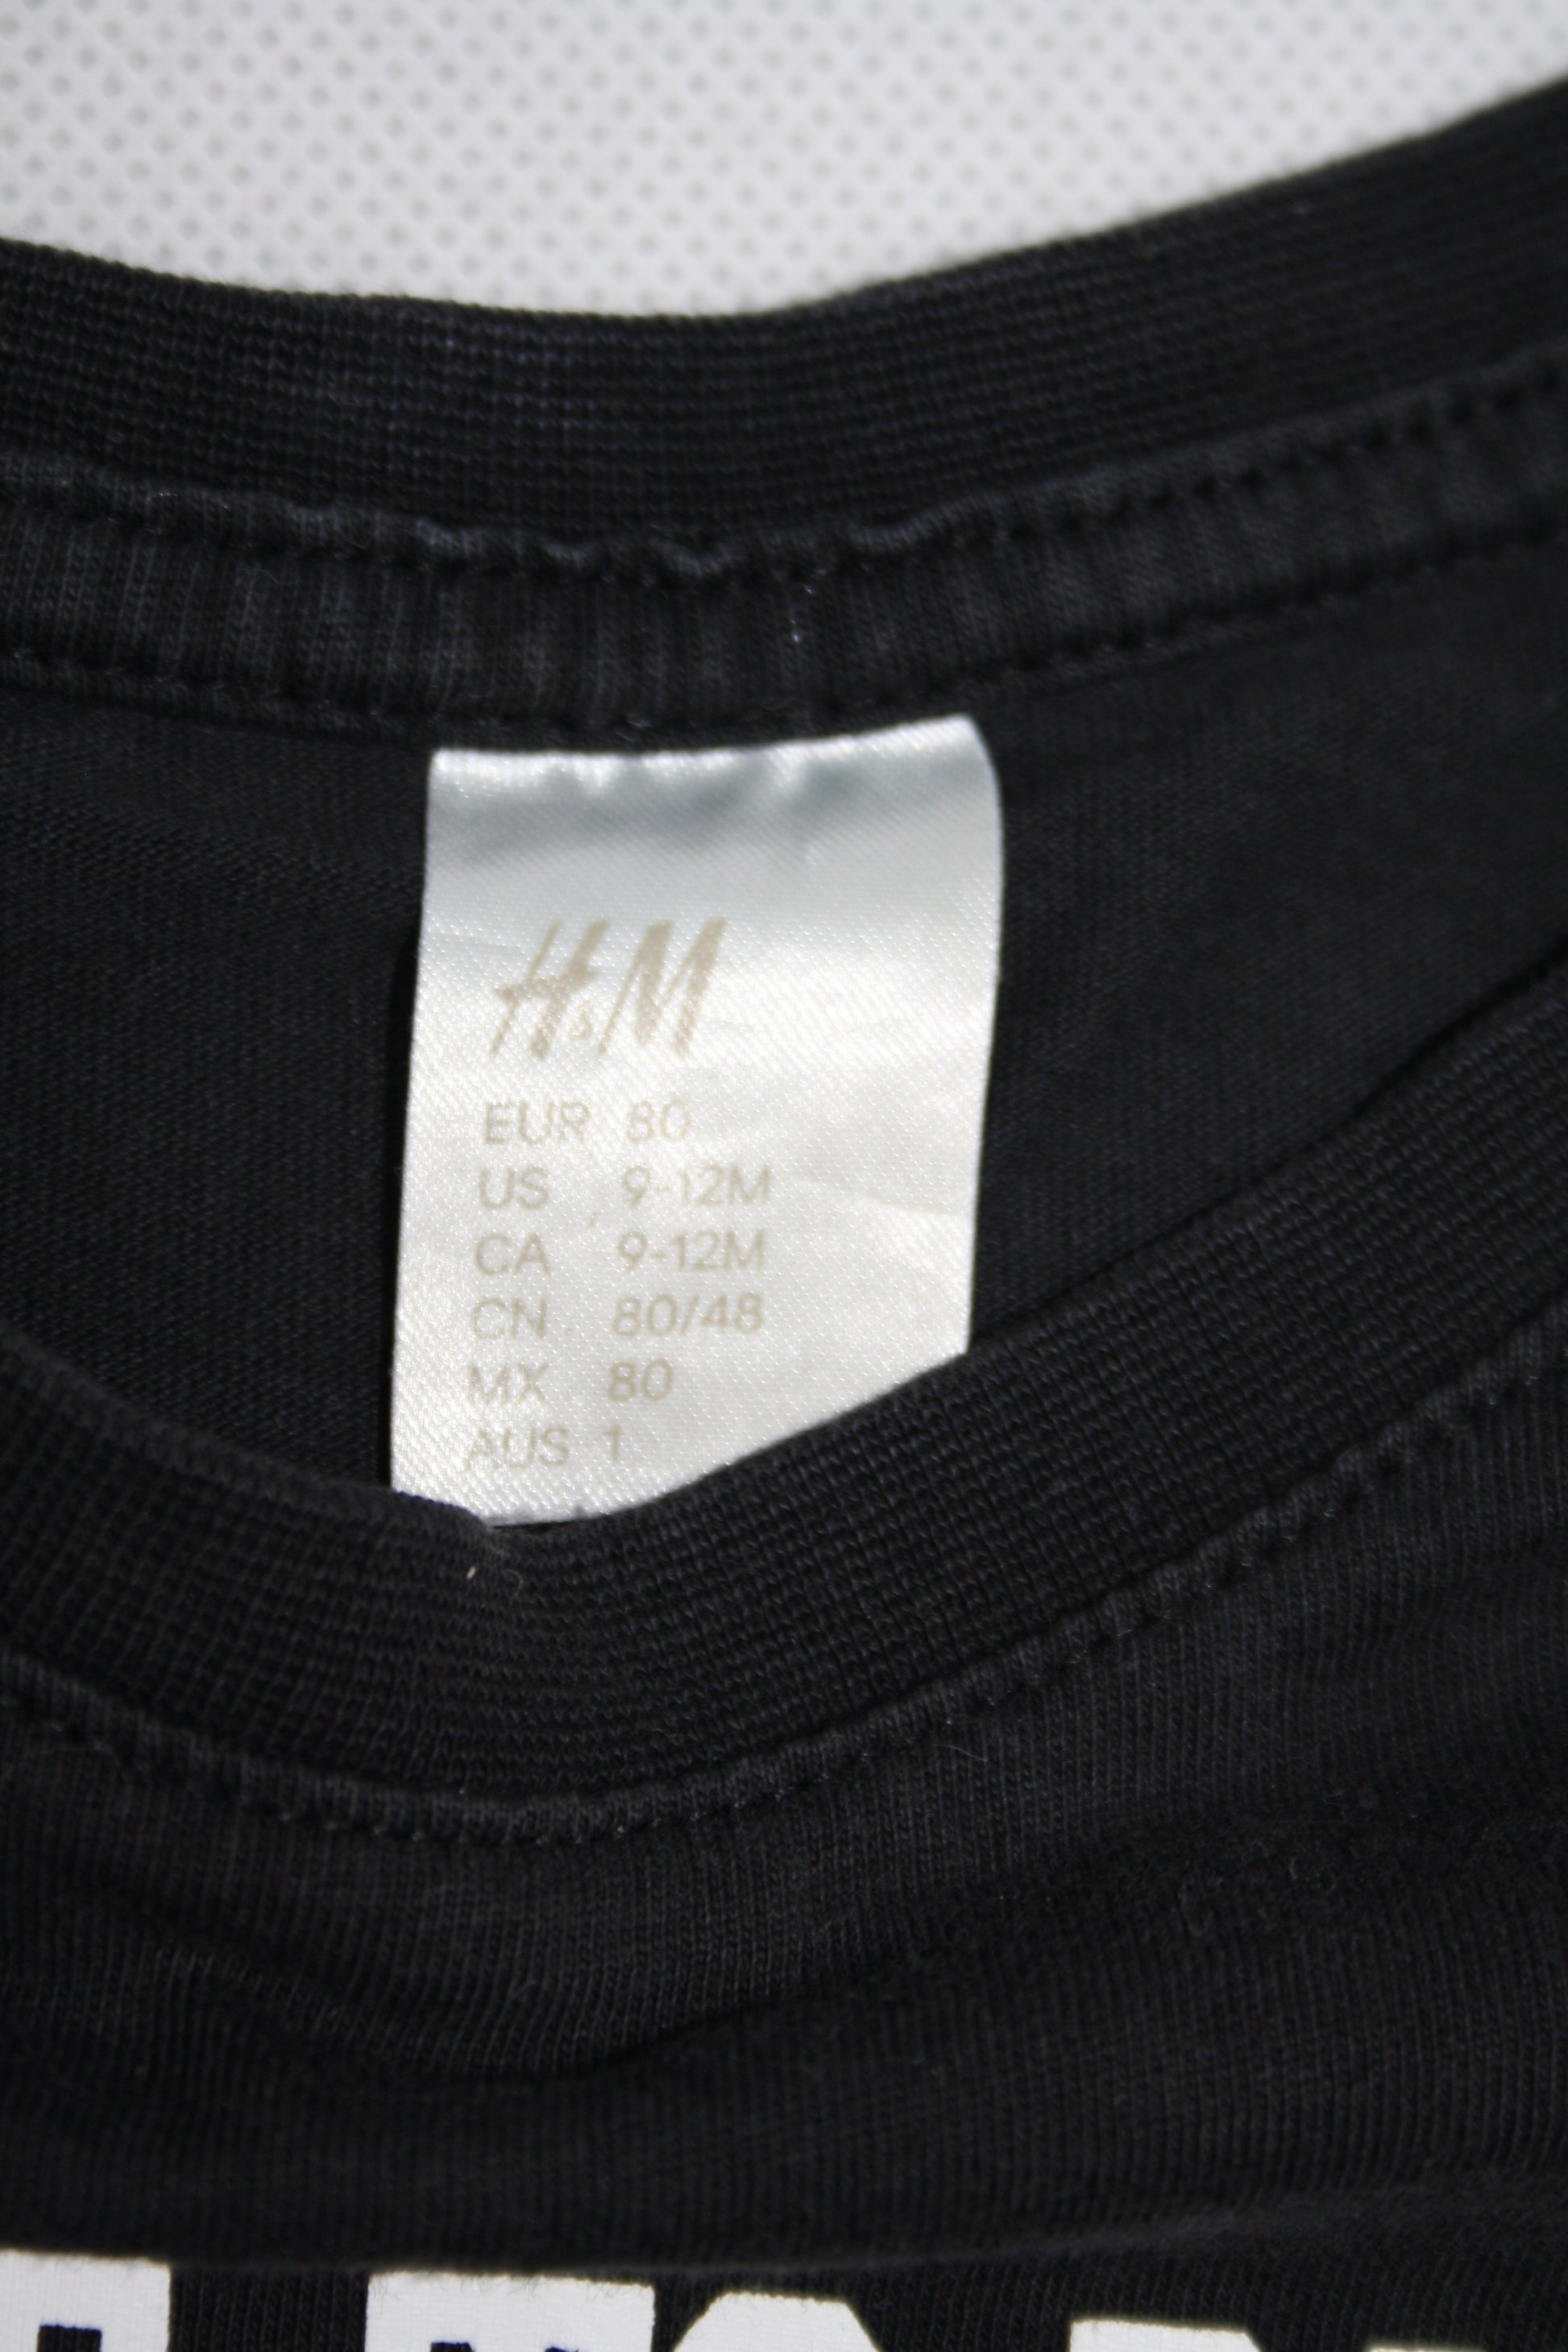 H&M
EUR 80
US 9-12M
CA 9-12M
CN 80/48
MX 80
AUS 1